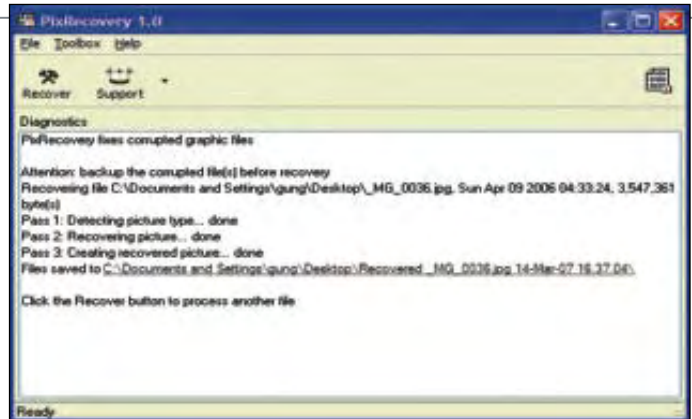 PixRecovery 1.0
File Toolbox Help
Recover Support
Diagnostics
PixRecovery fixes corrupted graphic files
Attention: backup the corrupted file(s) before recovery
Recovering file C:\Documents and Settings\gung\Desktop\_MG_0036.jpg, Sun Apr 09 2006 04:33:24, 3,547,361
byte(s)
Pass 1: Detecting picture type... done
Pass 2: Recovering picture... done
Pass 3: Creating recovered picture... done
Files saved to C:\Documents and Settings\gung\Desktop\Recovered _MG_0036.jpg 14-Mar-07 16.37.04\
Click the Recover button to process another file
Ready